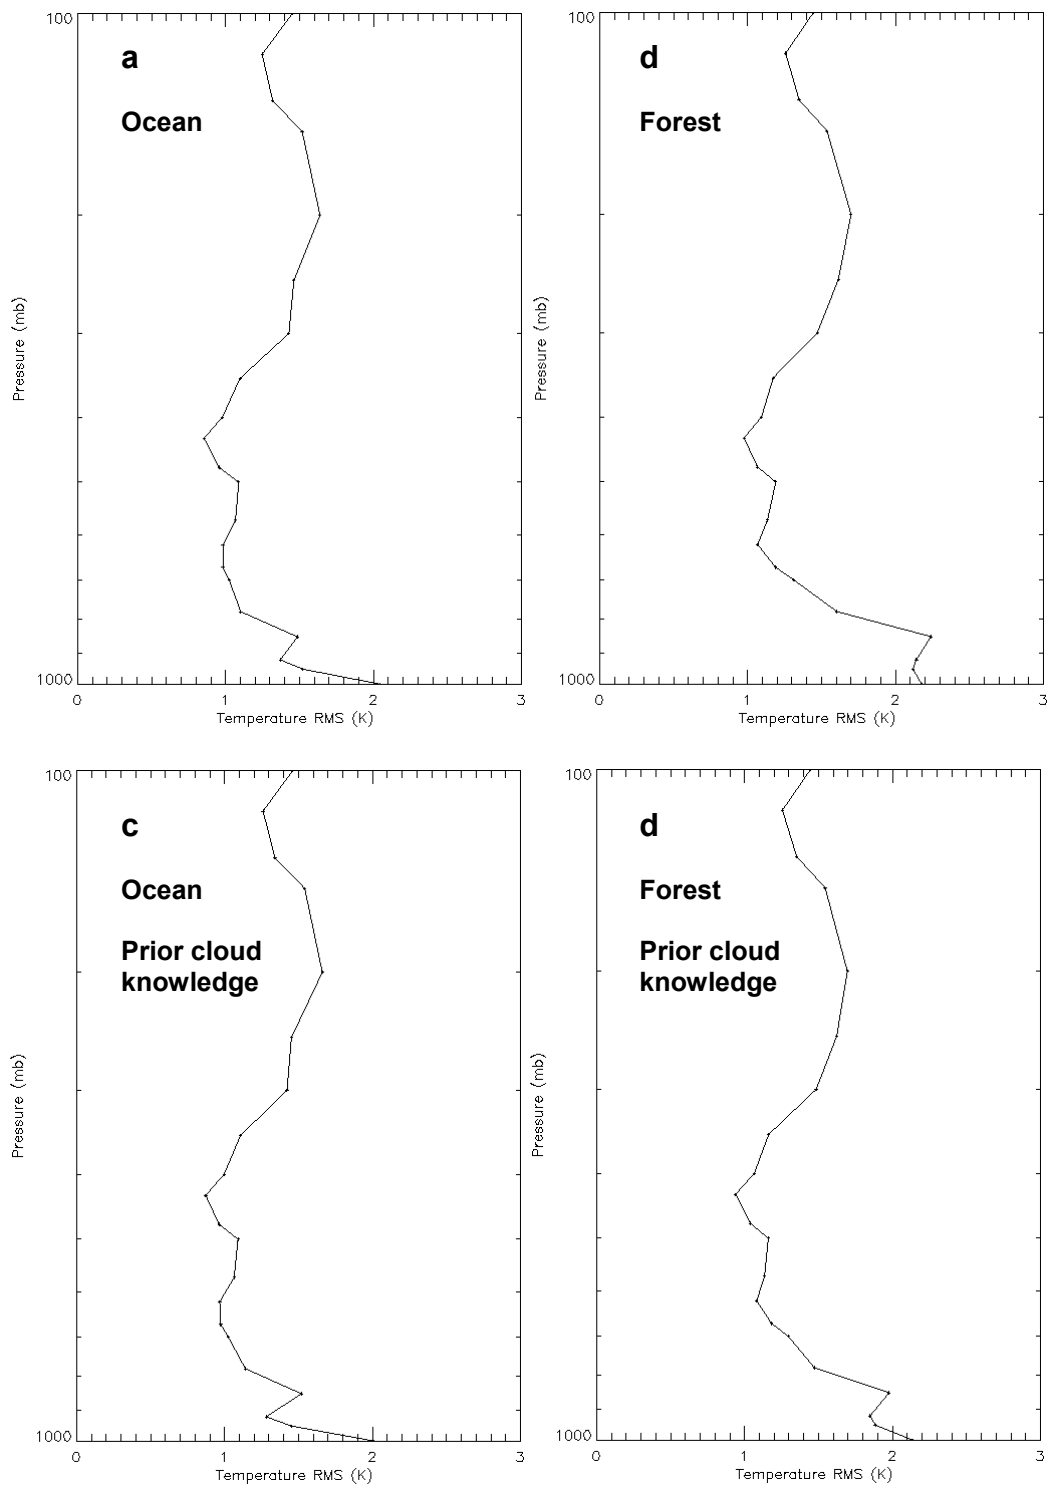 100
a
Ocean
Pressure (mb)
1000
0 1 2 3
Temperature RMS (K)
100
d
Forest
Pressure (mb)
1000
0 1 2 3
Temperature RMS (K)
100
c
Ocean
Prior cloud
knowledge
Pressure (mb)
1000
0 1 2 3
Temperature RMS (K)
100
d
Forest
Prior cloud
knowledge
Pressure (mb)
1000
0 1 2 3
Temperature RMS (K)